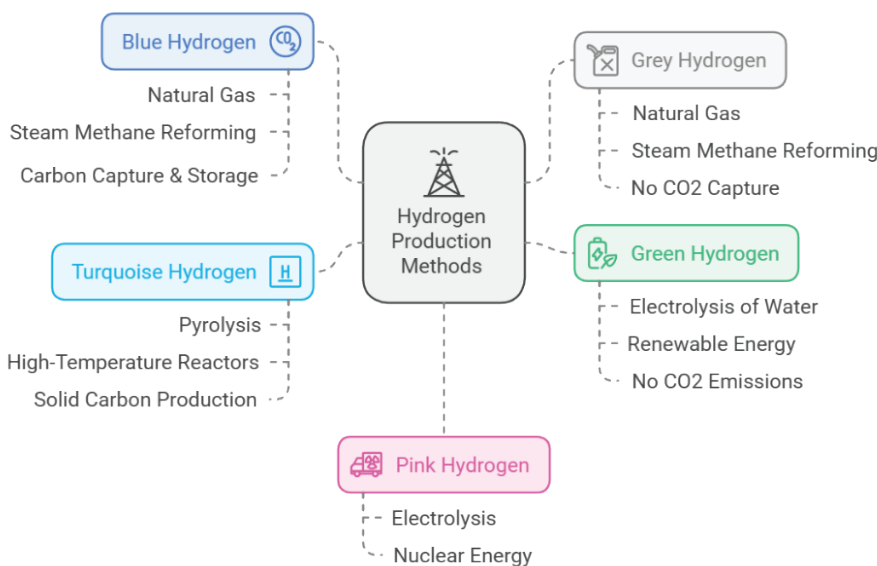 Blue Hydrogen
CO2
Natural Gas
Steam Methane Reforming
Carbon Capture & Storage
Grey Hydrogen
Natural Gas
Steam Methane Reforming
No CO2 Capture
Hydrogen
Production
Methods
Turquoise Hydrogen
H
Pyrolysis
High-Temperature Reactors
Solid Carbon Production
Green Hydrogen
Electrolysis of Water
Renewable Energy
No CO2 Emissions
Pink Hydrogen
Electrolysis
Nuclear Energy